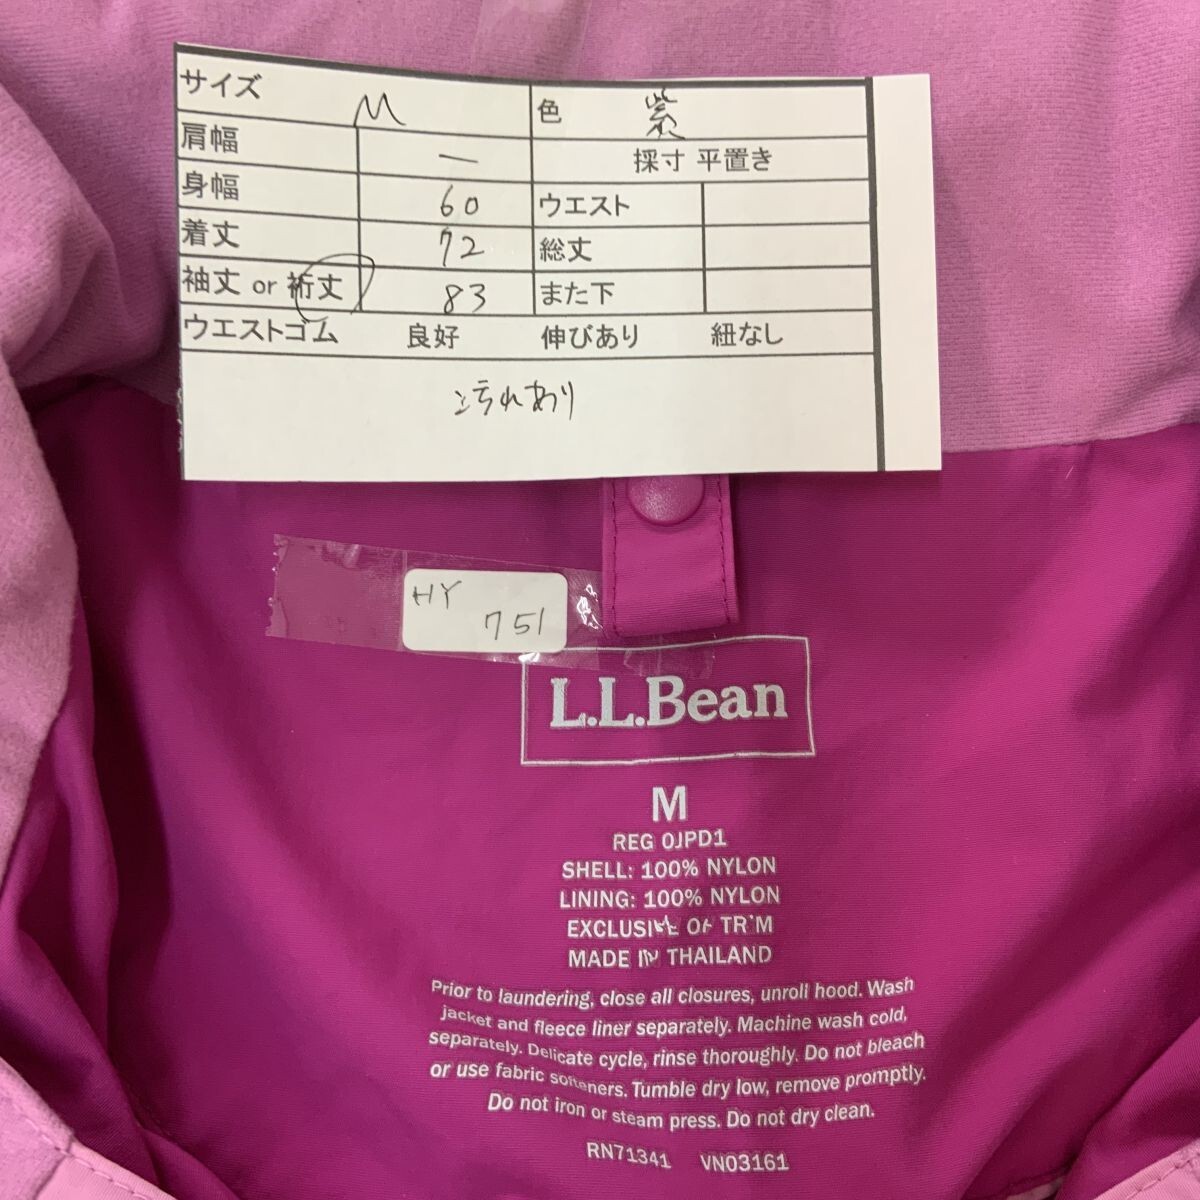 サイズ M 色 紫
肩幅 — 採寸 平置き
身幅 60 ウエスト
着丈 72 総丈
袖丈 or 裄丈 83 また下
ウエストゴム 良好 伸びあり 紐なし
汚れあり
HY
751
L.L.Bean
M
REG 0JPD1
SHELL: 100% NYLON
LINING: 100% NYLON
EXCLUSIVE OF TRIM
MADE IN THAILAND
Prior to laundering, close all closures, unroll hood. Wash
jacket and fleece liner separately. Machine wash cold,
separately. Delicate cycle, rinse thoroughly. Do not bleach
or use fabric softeners. Tumble dry low, remove promptly.
Do not iron or steam press. Do not dry clean.
RN71341 VN03161